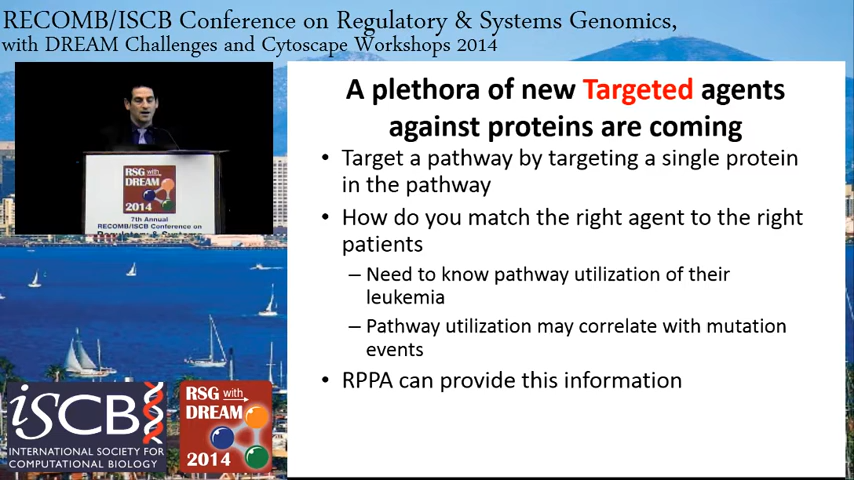 RECOMB/ISCB Conference on Regulatory & Systems Genomics,
with DREAM Challenges and Cytoscape Workshops 2014
RSG with
DREAM
2014
7th Annual
RECOMB/ISCB Conference on
Regulatory & Systems
A plethora of new Targeted agents
against proteins are coming
• Target a pathway by targeting a single protein
in the pathway
• How do you match the right agent to the right
patients
– Need to know pathway utilization of their
leukemia
– Pathway utilization may correlate with mutation
events
• RPPA can provide this information
iSCB
INTERNATIONAL SOCIETY FOR
COMPUTATIONAL BIOLOGY
RSG with
DREAM
2014